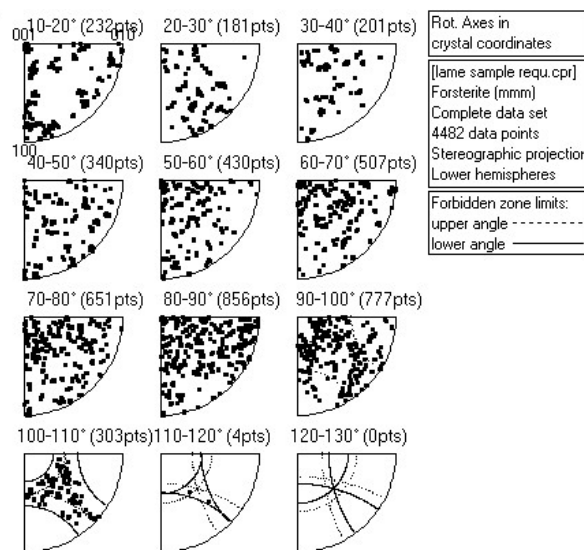 10-20° (232pts)
20-30° (181pts)
30-40° (201pts)
001
010
100
40-50° (340pts)
50-60° (430pts)
60-70° (507pts)
70-80° (651pts)
80-90° (856pts)
90-100° (777pts)
100-110° (303pts)
110-120° (4pts)
120-130° (0pts)
Rot. Axes in
crystal coordinates
[lame sample requ.cpr]
Forsterite (mmm)
Complete data set
4482 data points
Stereographic projection
Lower hemispheres
Forbidden zone limits:
upper angle
lower angle